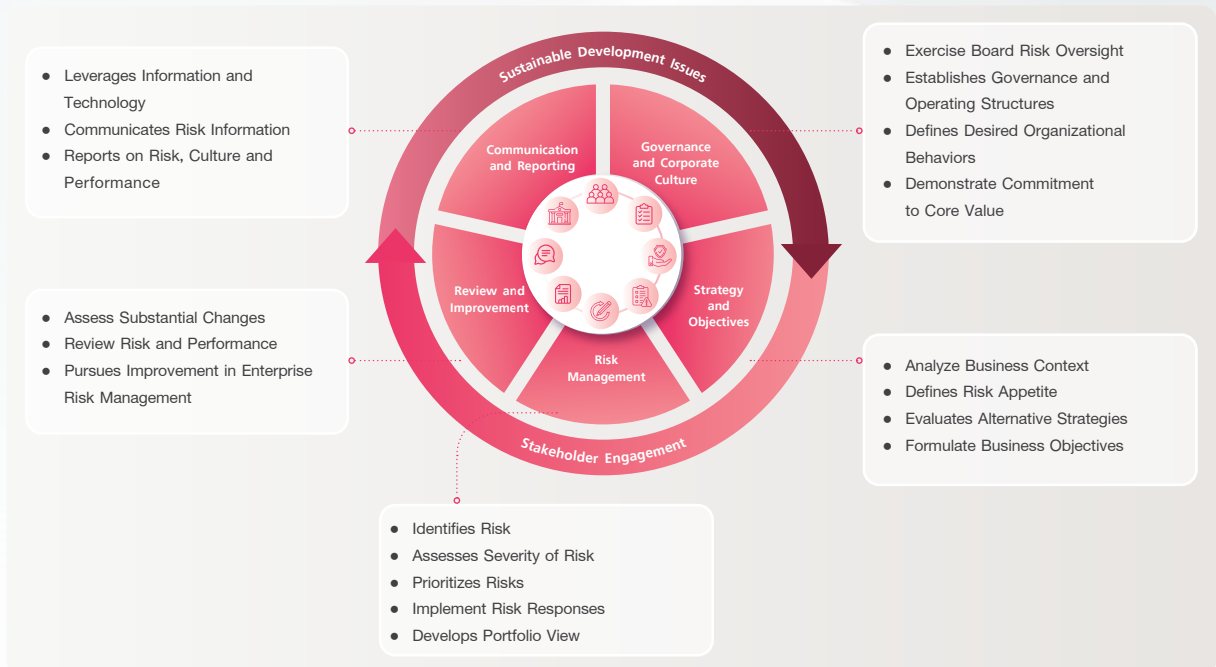 Sustainable Development Issues
Communication
and Reporting
Governance
and Corporate
Culture
Review and
Improvement
Strategy
and
Objectives
Risk
Management
Stakeholder Engagement
● Leverages Information and
Technology
● Communicates Risk Information
● Reports on Risk, Culture and
Performance
● Exercise Board Risk Oversight
● Establishes Governance and
Operating Structures
● Defines Desired Organizational
Behaviors
● Demonstrate Commitment
to Core Value
● Assess Substantial Changes
● Review Risk and Performance
● Pursues Improvement in Enterprise
Risk Management
● Analyze Business Context
● Defines Risk Appetite
● Evaluates Alternative Strategies
● Formulate Business Objectives
● Identifies Risk
● Assesses Severity of Risk
● Prioritizes Risks
● Implement Risk Responses
● Develops Portfolio View